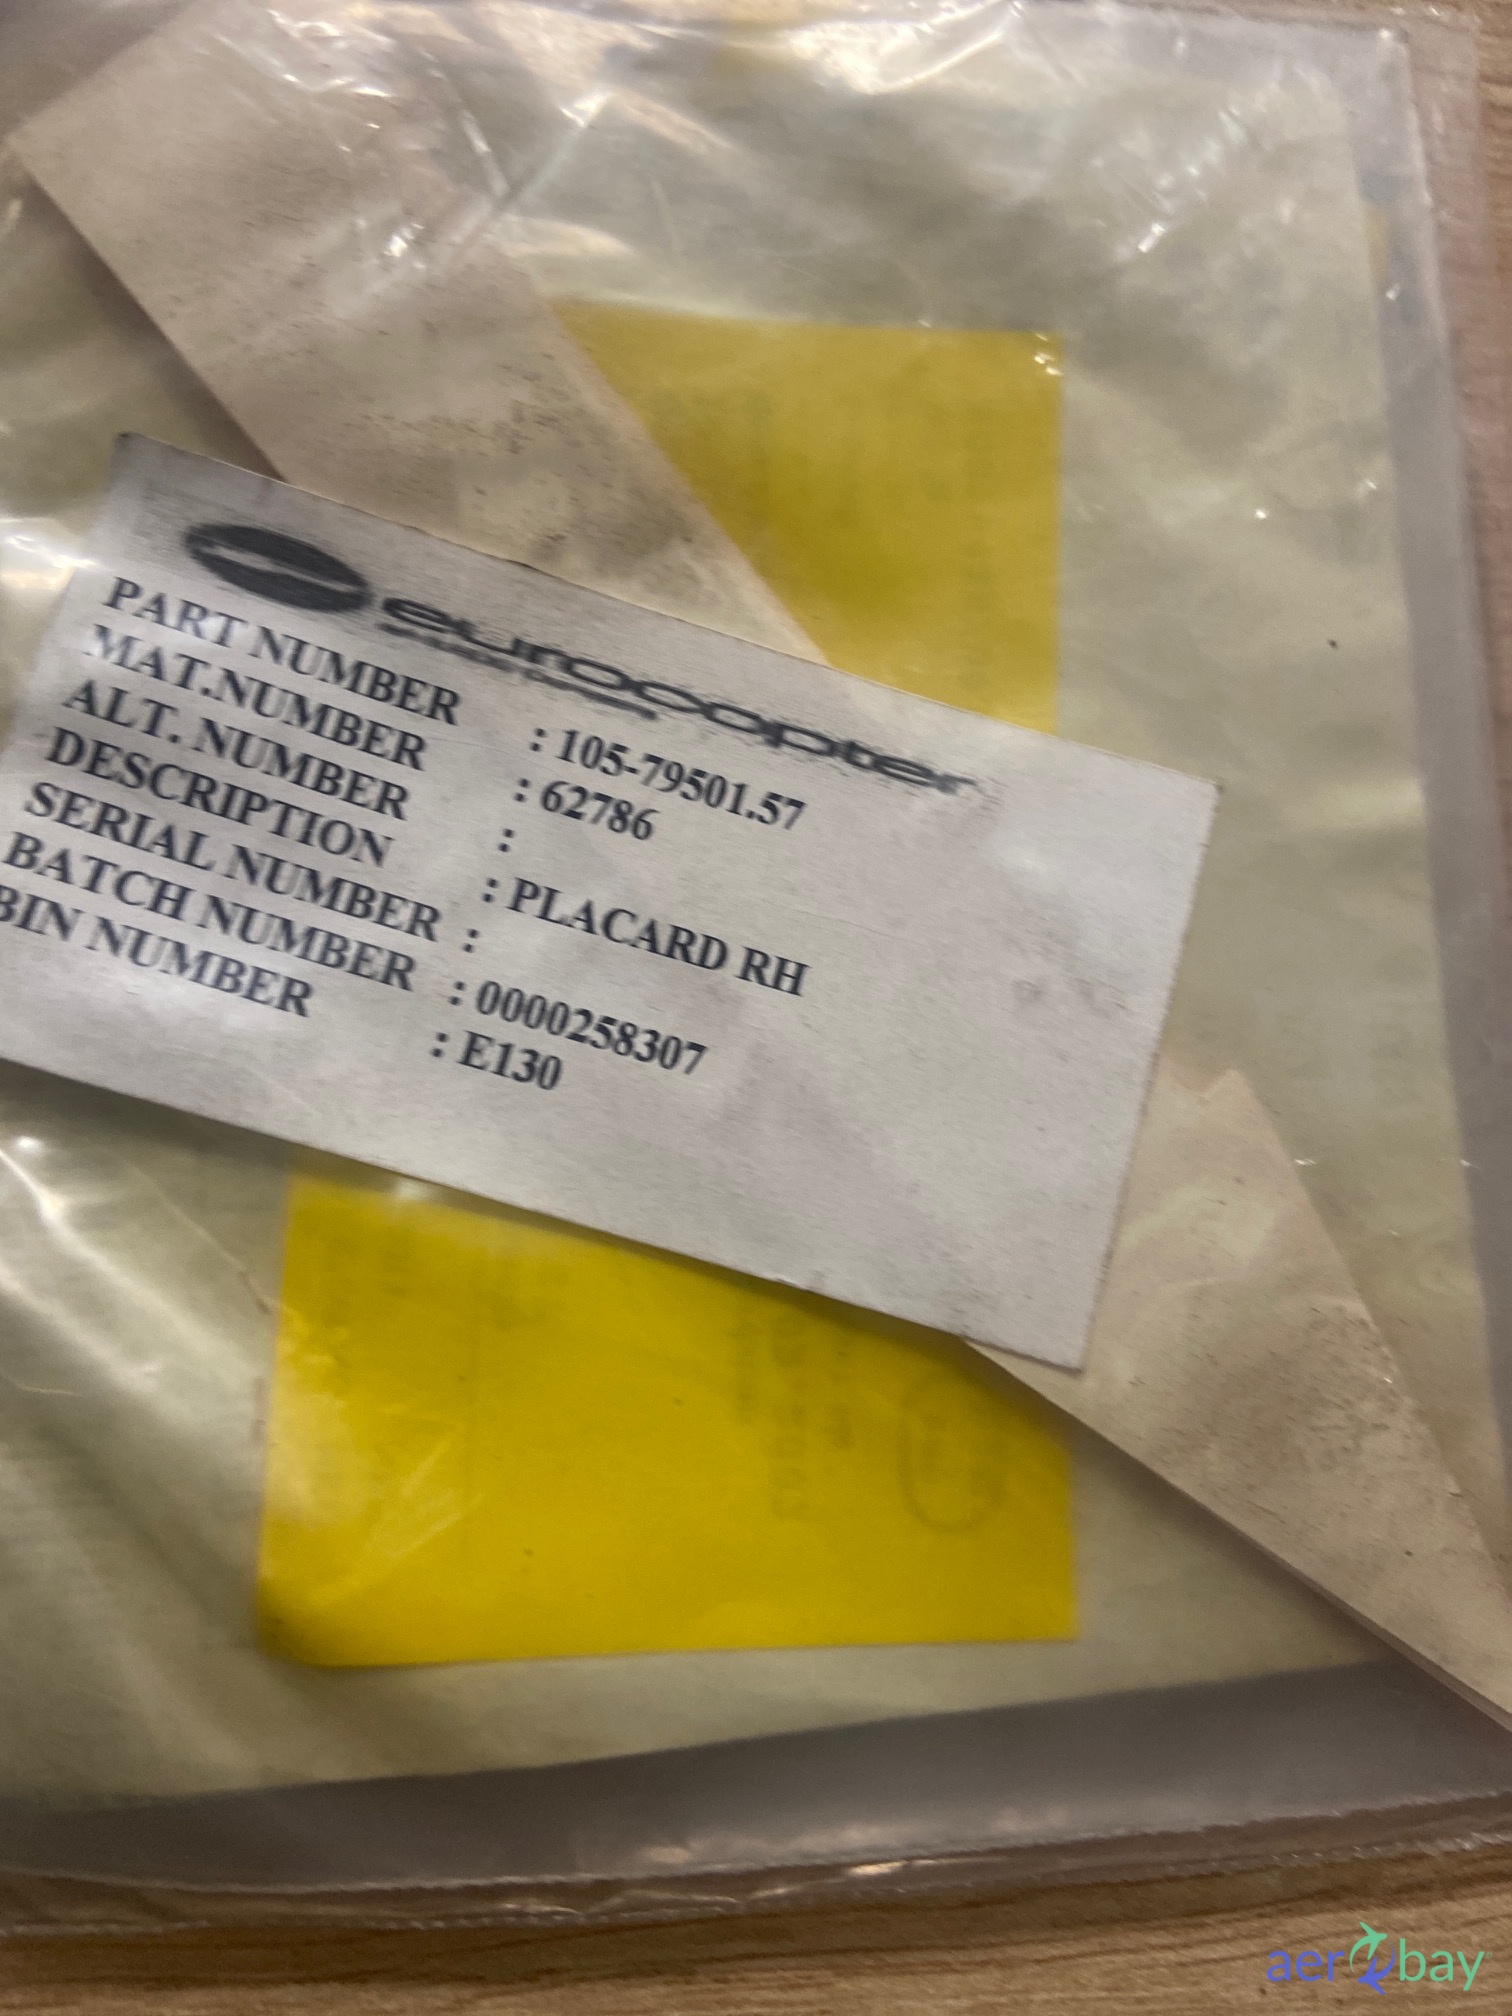 eurocopter
PART NUMBER : 105-79501.57
MAT.NUMBER : 62786
ALT. NUMBER :
DESCRIPTION : PLACARD RH
SERIAL NUMBER :
BATCH NUMBER : 0000258307
BIN NUMBER : E130
aerobay